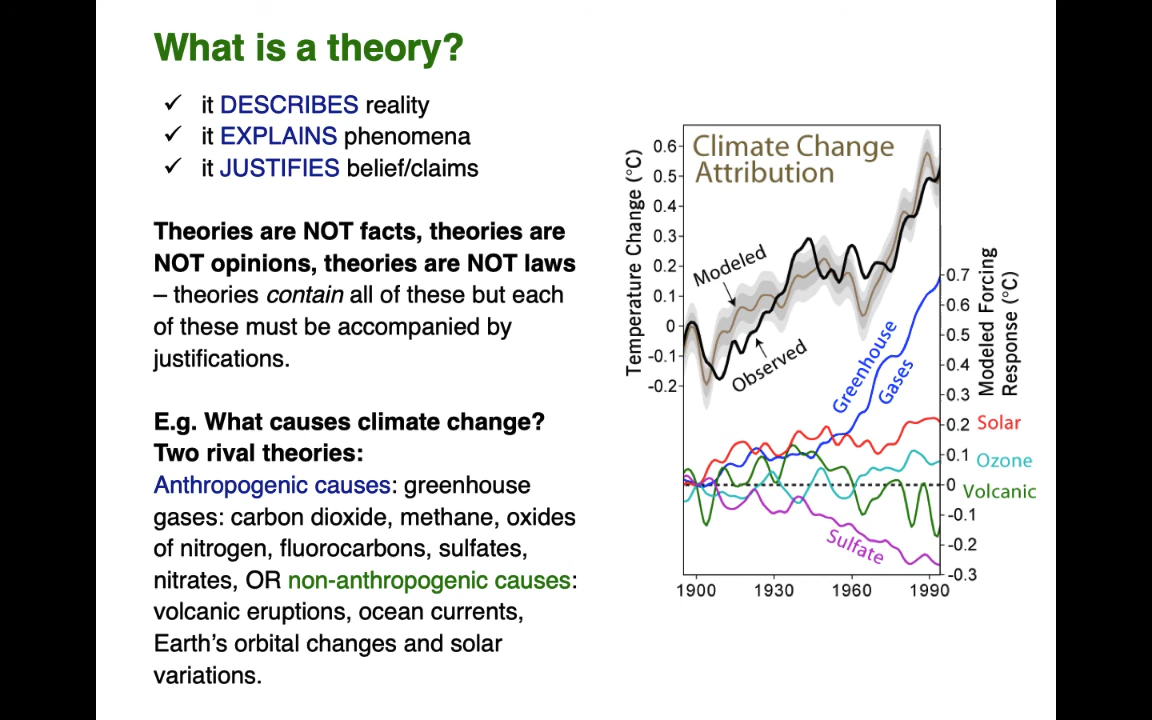 What is a theory?
✓ it DESCRIBES reality
✓ it EXPLAINS phenomena
✓ it JUSTIFIES belief/claims
Theories are NOT facts, theories are
NOT opinions, theories are NOT laws
– theories contain all of these but each
of these must be accompanied by
justifications.
E.g. What causes climate change?
Two rival theories:
Anthropogenic causes: greenhouse
gases: carbon dioxide, methane, oxides
of nitrogen, fluorocarbons, sulfates,
nitrates, OR non-anthropogenic causes:
volcanic eruptions, ocean currents,
Earth's orbital changes and solar
variations.
Climate Change
Attribution
Temperature Change (°C)
0.6
0.5
0.4
0.3
0.2
0.1
0
-0.1
-0.2
Modeled
Observed
Greenhouse
Gases
Modeled Forcing
Response (°C)
0.7
0.6
0.5
0.4
0.3
0.2
0.1
0
-0.1
-0.2
-0.3
Solar
Ozone
Volcanic
Sulfate
1900 1930 1960 1990